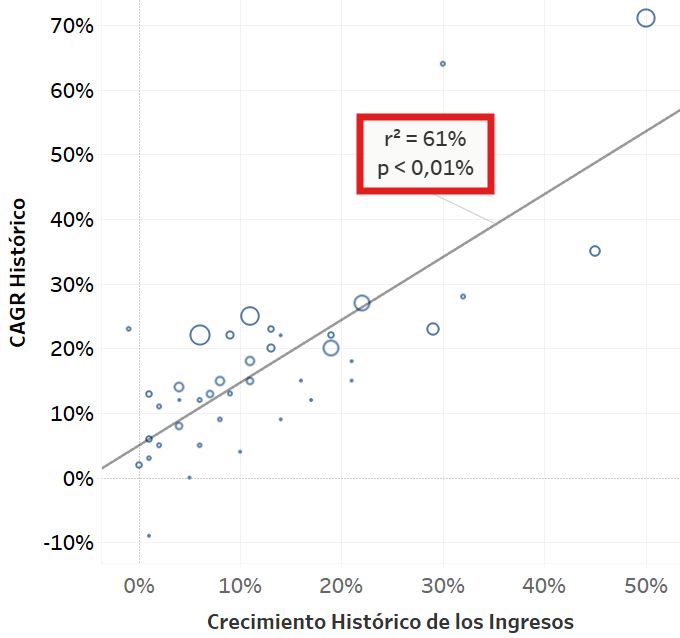 70%
60%
50%
40%
30%
20%
10%
0%
-10%
CAGR Histórico
r² = 61%
p < 0,01%
0% 10% 20% 30% 40% 50%
Crecimiento Histórico de los Ingresos